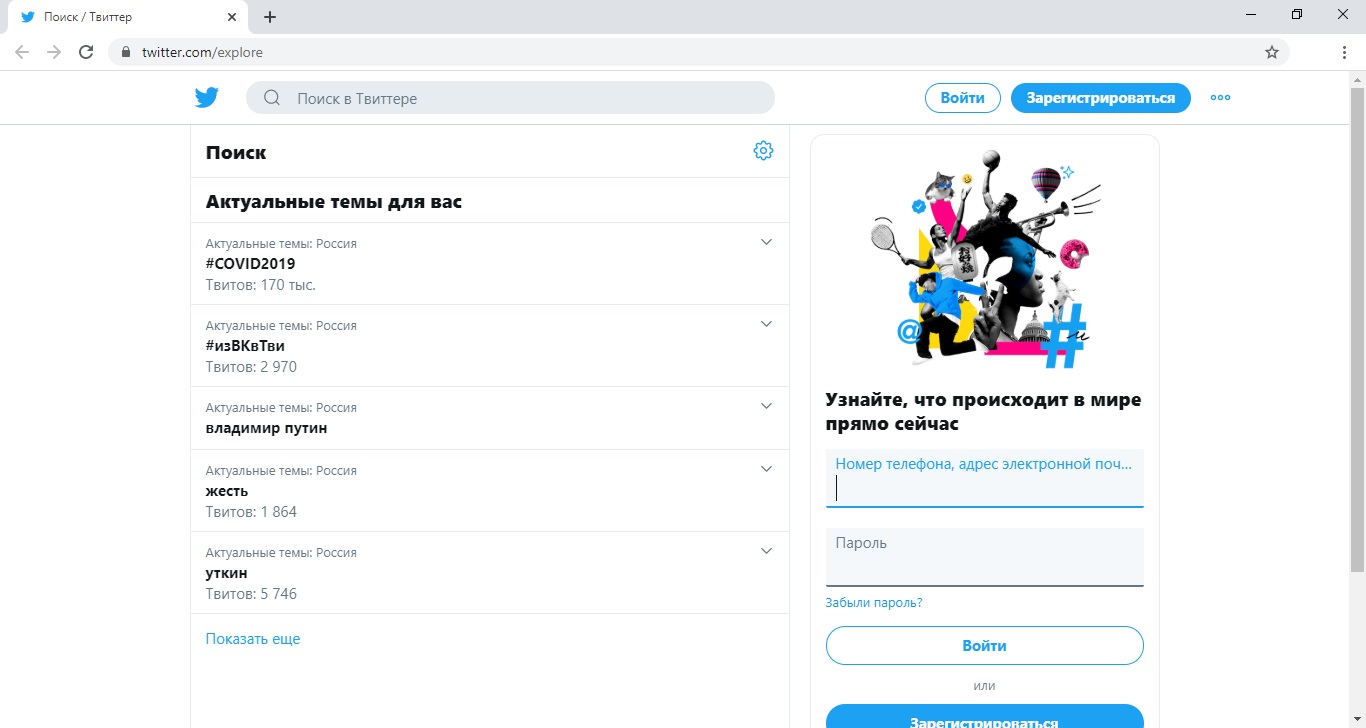 Поиск / Твиттер
twitter.com/explore
Поиск в Твиттере
Войти
Зарегистрироваться
Поиск
Актуальные темы для вас
Актуальные темы: Россия
#COVID2019
Твитов: 170 тыс.
Актуальные темы: Россия
#изВКвТви
Твитов: 2 970
Актуальные темы: Россия
владимир путин
Актуальные темы: Россия
жесть
Твитов: 1 864
Актуальные темы: Россия
уткин
Твитов: 5 746
Показать еще
@
#
Узнайте, что происходит в мире
прямо сейчас
Номер телефона, адрес электронной поч...
Пароль
Забыли пароль?
Войти
или
Зарегистрироваться